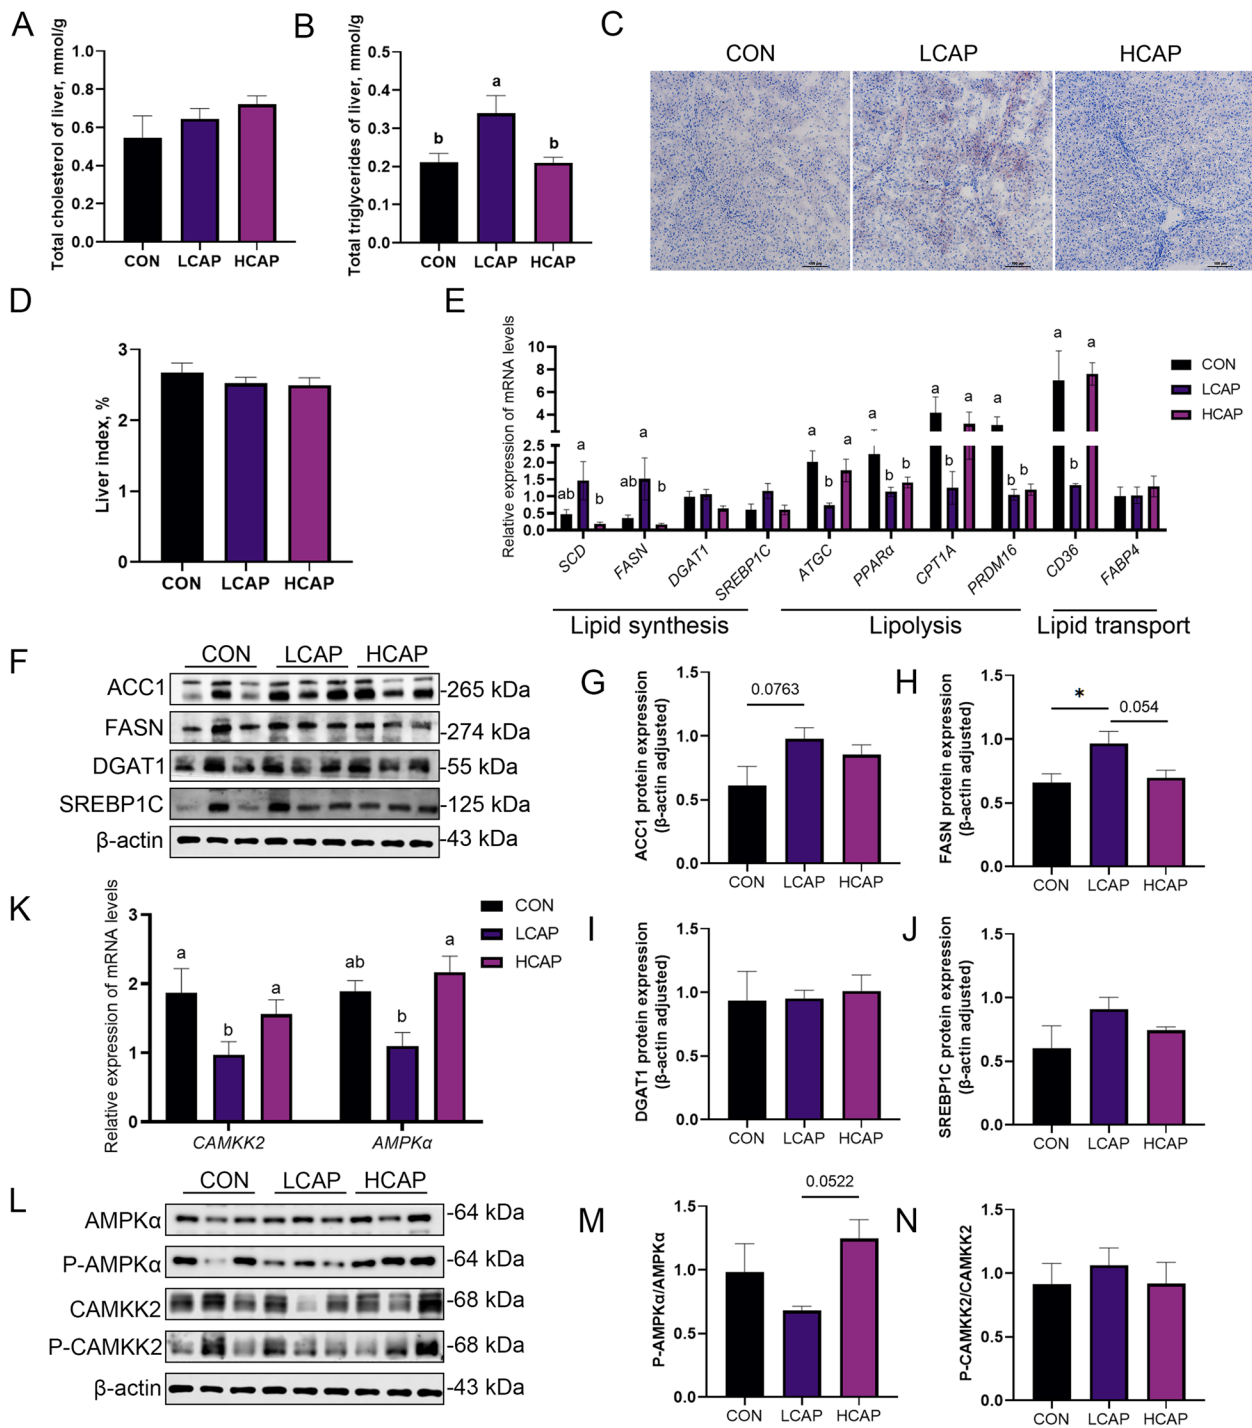 A
Total cholesterol of liver, mmol/g
1.0
0.8
0.6
0.4
0.2
0.0
CON LCAP HCAP
B
Total triglycerides of liver, mmol/g
0.5
0.4
0.3
0.2
0.1
0.0
b a b
CON LCAP HCAP
C
CON LCAP HCAP
100 μm
100 μm
100 μm
D
Liver index, %
3
2
1
0
CON LCAP HCAP
E
Relative expression of mRNA levels
10
8
6
4
2.5
2.0
1.5
1.0
0.5
0.0
ab a b
ab a b
a b a
a b b
a b a
a b b
a b a
SCD FASN DGAT1 SREBP1C ATGC PPARα CPT1A PRDM16 CD36 FABP4
Lipid synthesis Lipolysis Lipid transport
CON
LCAP
HCAP
F
CON LCAP HCAP
ACC1 -265 kDa
FASN -274 kDa
DGAT1 -55 kDa
SREBP1C -125 kDa
β-actin -43 kDa
G
ACC1 protein expression
(β-actin adjusted)
1.5
1.0
0.5
0.0
0.0763
CON LCAP HCAP
H
FASN protein expression
(β-actin adjusted)
1.5
1.0
0.5
0.0
* 0.054
CON LCAP HCAP
K
Relative expression of mRNA levels
3
2
1
0
a b a
ab b a
CAMKK2 AMPKα
CON
LCAP
HCAP
I
DGAT1 protein expression
(β-actin adjusted)
1.5
1.0
0.5
0.0
CON LCAP HCAP
J
SREBP1C protein expression
(β-actin adjusted)
1.5
1.0
0.5
0.0
CON LCAP HCAP
L
CON LCAP HCAP
AMPKα -64 kDa
P-AMPKα -64 kDa
CAMKK2 -68 kDa
P-CAMKK2 -68 kDa
β-actin -43 kDa
M
P-AMPKα/AMPKα
1.5
1.0
0.5
0.0
0.0522
CON LCAP HCAP
N
P-CAMKK2/CAMKK2
1.5
1.0
0.5
0.0
CON LCAP HCAP